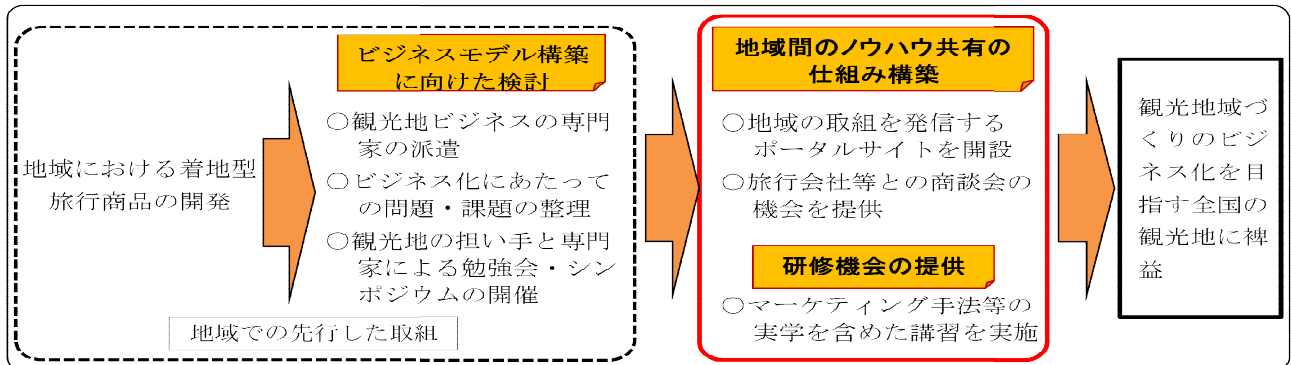 地域における着地型
旅行商品の開発
ビジネスモデル構築
に向けた検討
○観光地ビジネスの専門
家の派遣
○ビジネス化にあたって
の問題・課題の整理
○観光地の担い手と専門
家による勉強会・シン
ポジウムの開催
地域での先行した取組
地域間のノウハウ共有の
仕組み構築
○地域の取組を発信する
ポータルサイトを開設
○旅行会社等との商談会の
機会を提供
研修機会の提供
○マーケティング手法等の
実学を含めた講習を実施
観光地域づ
くりのビジ
ネス化を目
指す全国の
観光地に裨
益